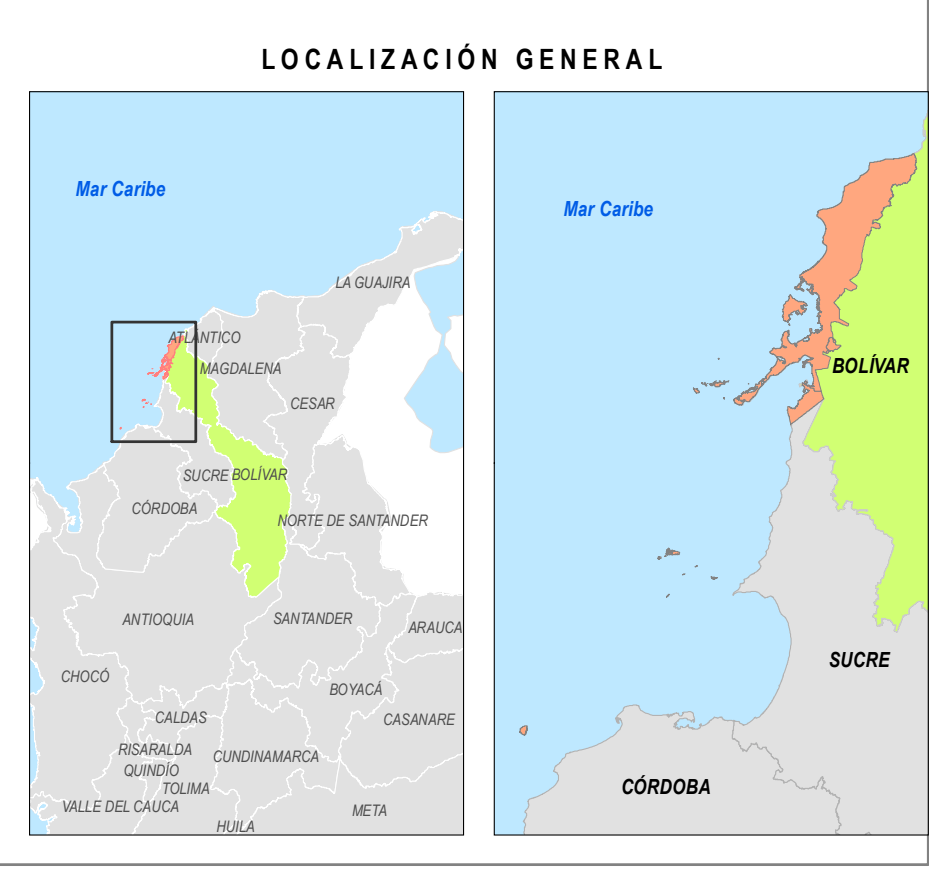 LOCALIZACIÓN GENERAL
Mar Caribe
LA GUAJIRA
ATLÁNTICO
MAGDALENA
CESAR
SUCRE
BOLÍVAR
CÓRDOBA
NORTE DE SANTANDER
ANTIOQUIA
SANTANDER
ARAUCA
CHOCÓ
BOYACÁ
CALDAS
CASANARE
RISARALDA
CUNDINAMARCA
QUINDÍO
TOLIMA
VALLE DEL CAUCA
META
HUILA
Mar Caribe
BOLÍVAR
SUCRE
CÓRDOBA